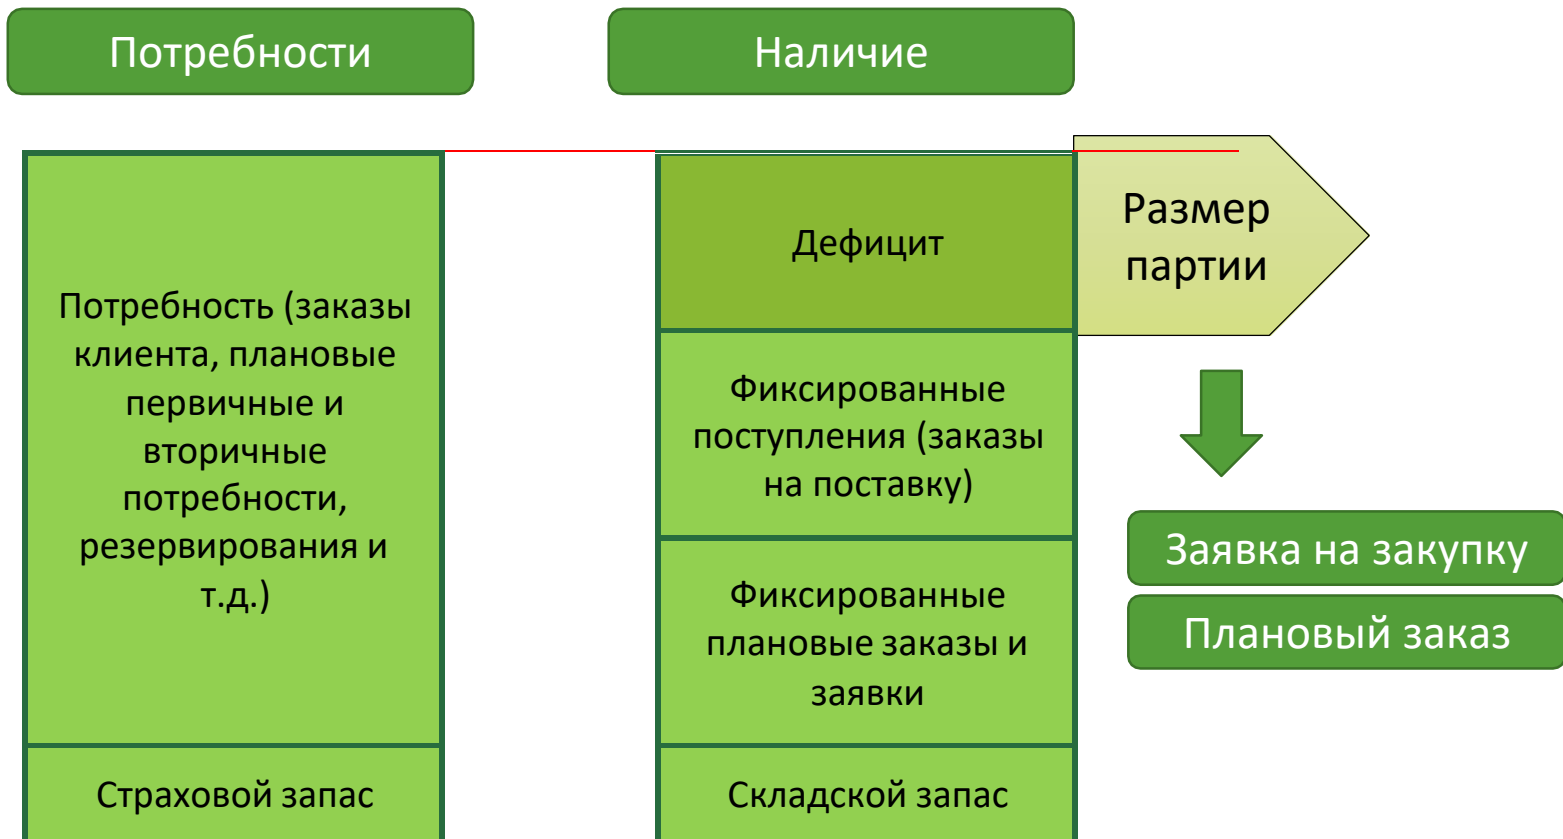 Потребности
Наличие
Потребность (заказы
клиента, плановые
первичные и
вторичные
потребности,
резервирования и
т.д.)
Страховой запас
Дефицит
Фиксированные
поступления (заказы
на поставку)
Фиксированные
плановые заказы и
заявки
Складской запас
Размер
партии
Заявка на закупку
Плановый заказ